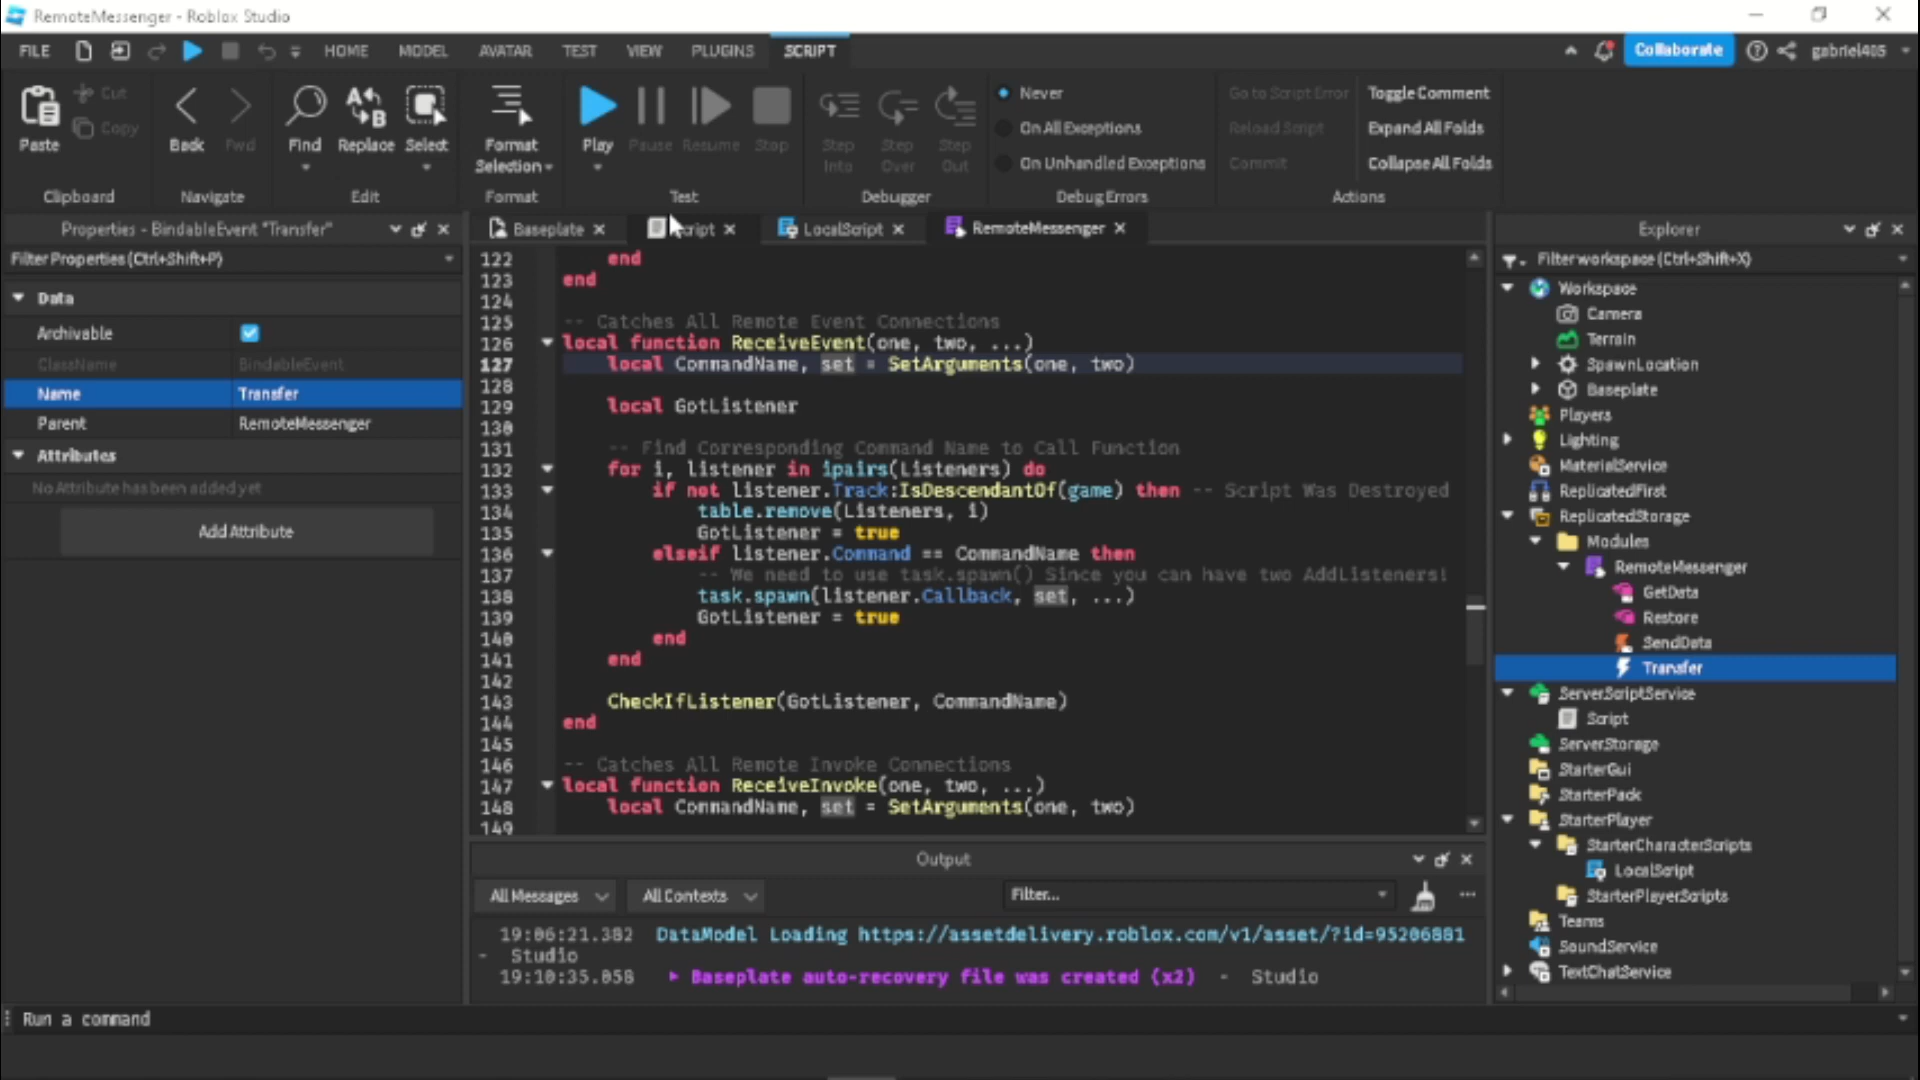 RemoteMessenger - Roblox Studio
FILE HOME MODEL AVATAR TEST VIEW PLUGINS SCRIPT Collaborate gabriel405
Paste Cut Copy Back Fwd Find Replace Select Format Selection Play Pause Resume Stop Step Into Step Over Step Out
Never
On All Exceptions
On Unhandled Exceptions
Go to Script Error
Reload Script
Commit
Toggle Comment
Expand All Folds
Collapse All Folds
Clipboard Navigate Edit Format Test Debugger Debug Errors Actions
Properties - BindableEvent "Transfer"
Filter Properties (Ctrl+Shift+P)
Data
Archivable
ClassName BindableEvent
Name Transfer
Parent RemoteMessenger
Attributes
No Attribute has been added yet
Add Attribute
Baseplate cript LocalScript RemoteMessenger
122 end
123 end
124
125 -- Catches All Remote Event Connections
126 local function ReceiveEvent(one, two, ...)
127 local CommandName, set = SetArguments(one, two)
128
129 local GotListener
130
131 -- Find Corresponding Command Name to Call Function
132 for i, listener in ipairs(Listeners) do
133 if not listener.Track:IsDescendantOf(game) then -- Script Was Destroyed
134 table.remove(Listeners, i)
135 GotListener = true
136 elseif listener.Command == CommandName then
137 -- We need to use task.spawn() Since you can have two AddListeners!
138 task.spawn(listener.Callback, set, ...)
139 GotListener = true
140 end
141 end
142
143 CheckIfListener(GotListener, CommandName)
144 end
145
146 -- Catches All Remote Invoke Connections
147 local function ReceiveInvoke(one, two, ...)
148 local CommandName, set = SetArguments(one, two)
149
Output
All Messages All Contexts Filter...
19:06:21.382 DataModel Loading https://assetdelivery.roblox.com/v1/asset/?id=95206881
- Studio
19:10:35.058 Baseplate auto-recovery file was created (x2) - Studio
Run a command
Explorer
Filter workspace (Ctrl+Shift+X)
Workspace
Camera
Terrain
SpawnLocation
Baseplate
Players
Lighting
MaterialService
ReplicatedFirst
ReplicatedStorage
Modules
RemoteMessenger
GetData
Restore
SendData
Transfer
ServerScriptService
Script
ServerStorage
StarterGui
StarterPack
StarterPlayer
StarterCharacterScripts
LocalScript
StarterPlayerScripts
Teams
SoundService
TextChatService